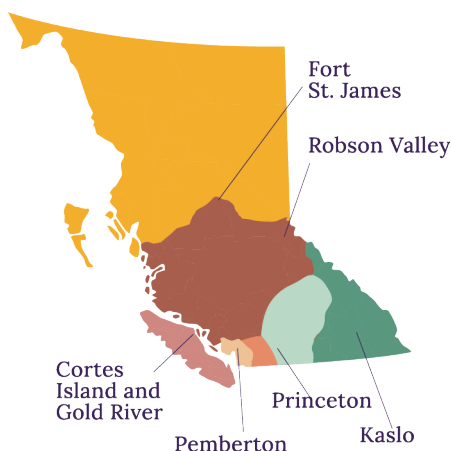 Fort
St. James
Robson Valley
Cortes
Island and
Gold River
Princeton
Kaslo
Pemberton